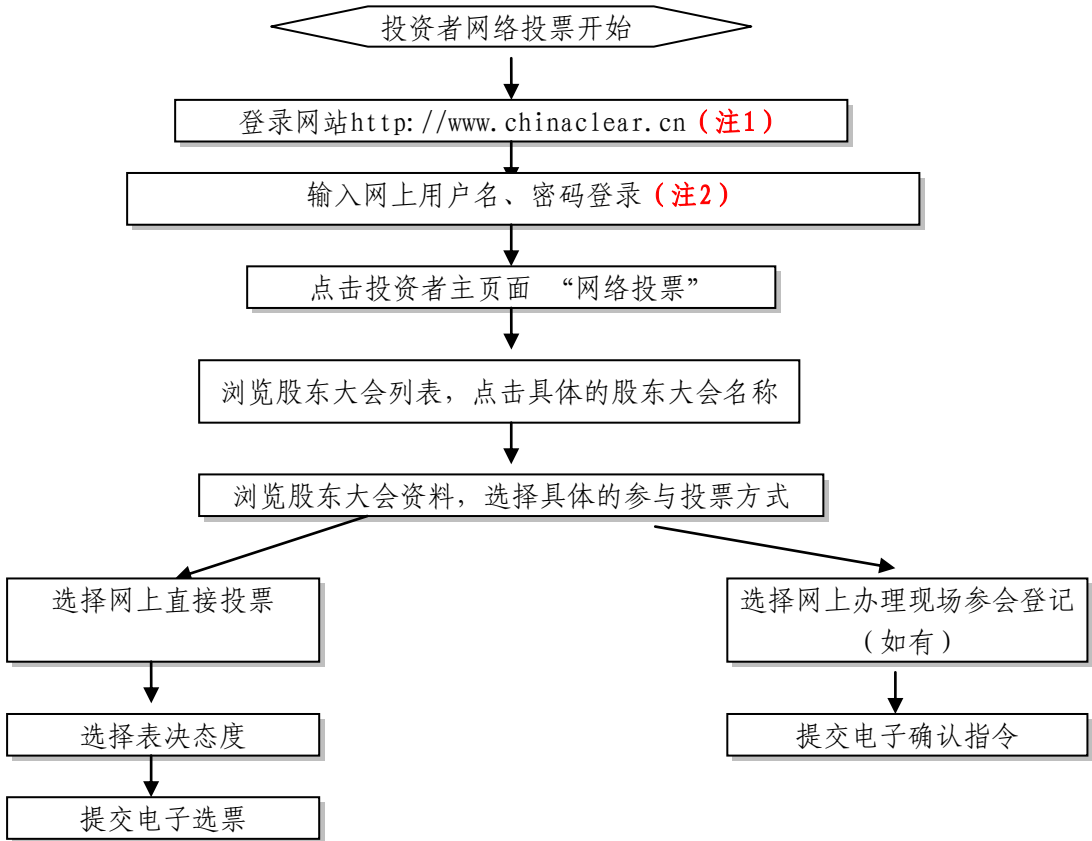 投资者网络投票开始
登录网站http://www.chinaclear.cn（注1）
输入网上用户名、密码登录（注2）
点击投资者主页面 “网络投票”
浏览股东大会列表，点击具体的股东大会名称
浏览股东大会资料，选择具体的参与投票方式
选择网上直接投票
选择表决态度
提交电子选票
选择网上办理现场参会登记
（如有）
提交电子确认指令